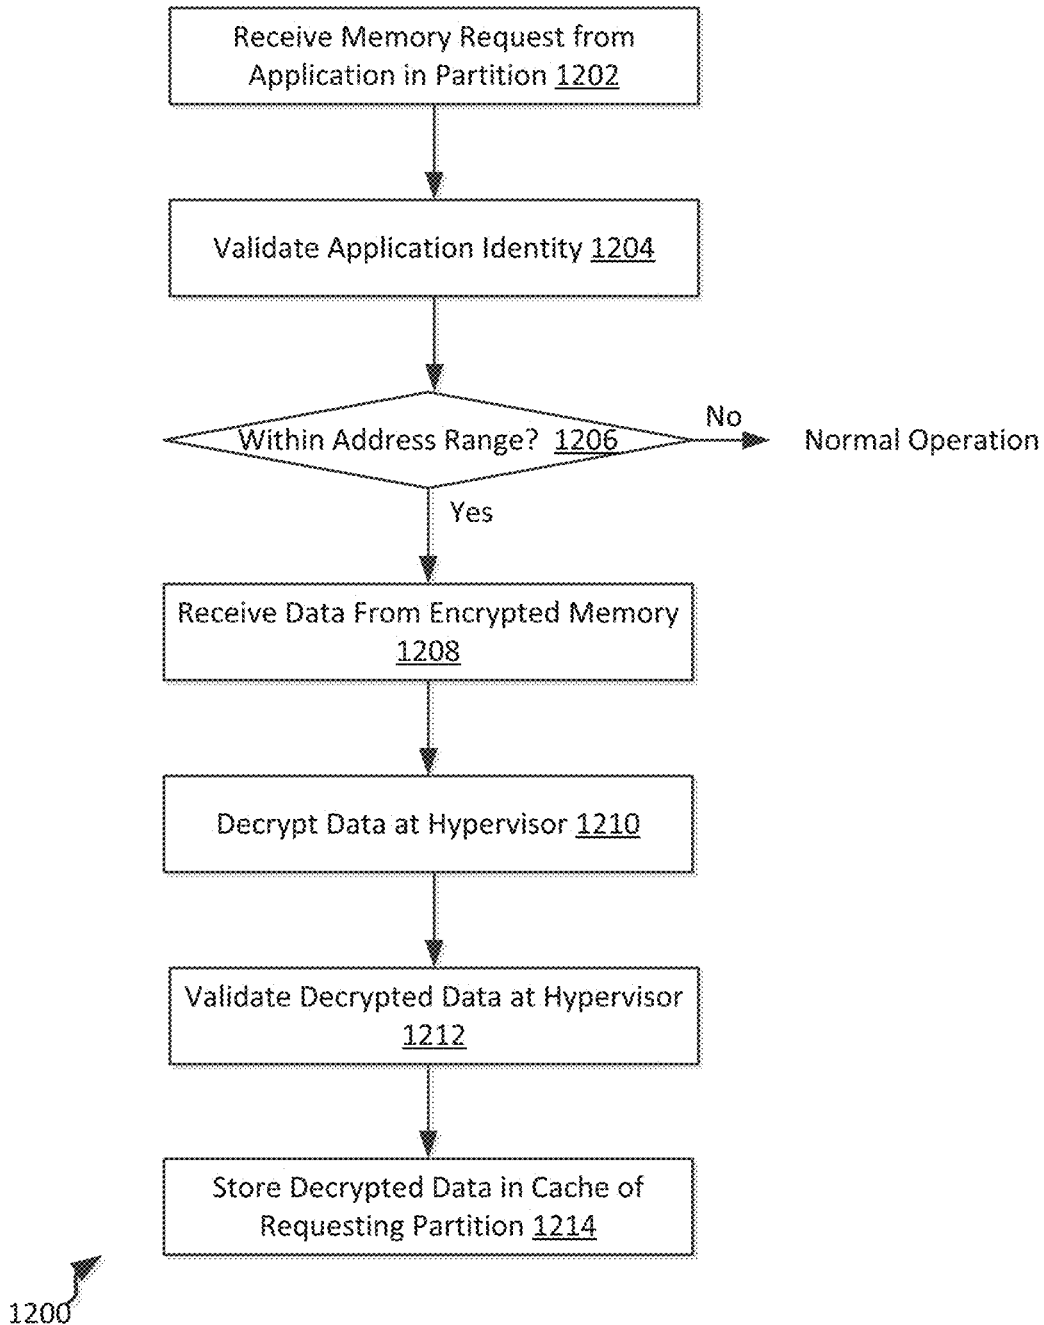 Receive Memory Request from
Application in Partition 1202
Validate Application Identity 1204
Within Address Range? 1206
No
Normal Operation
Yes
Receive Data From Encrypted Memory
1208
Decrypt Data at Hypervisor 1210
Validate Decrypted Data at Hypervisor
1212
Store Decrypted Data in Cache of
Requesting Partition 1214
1200